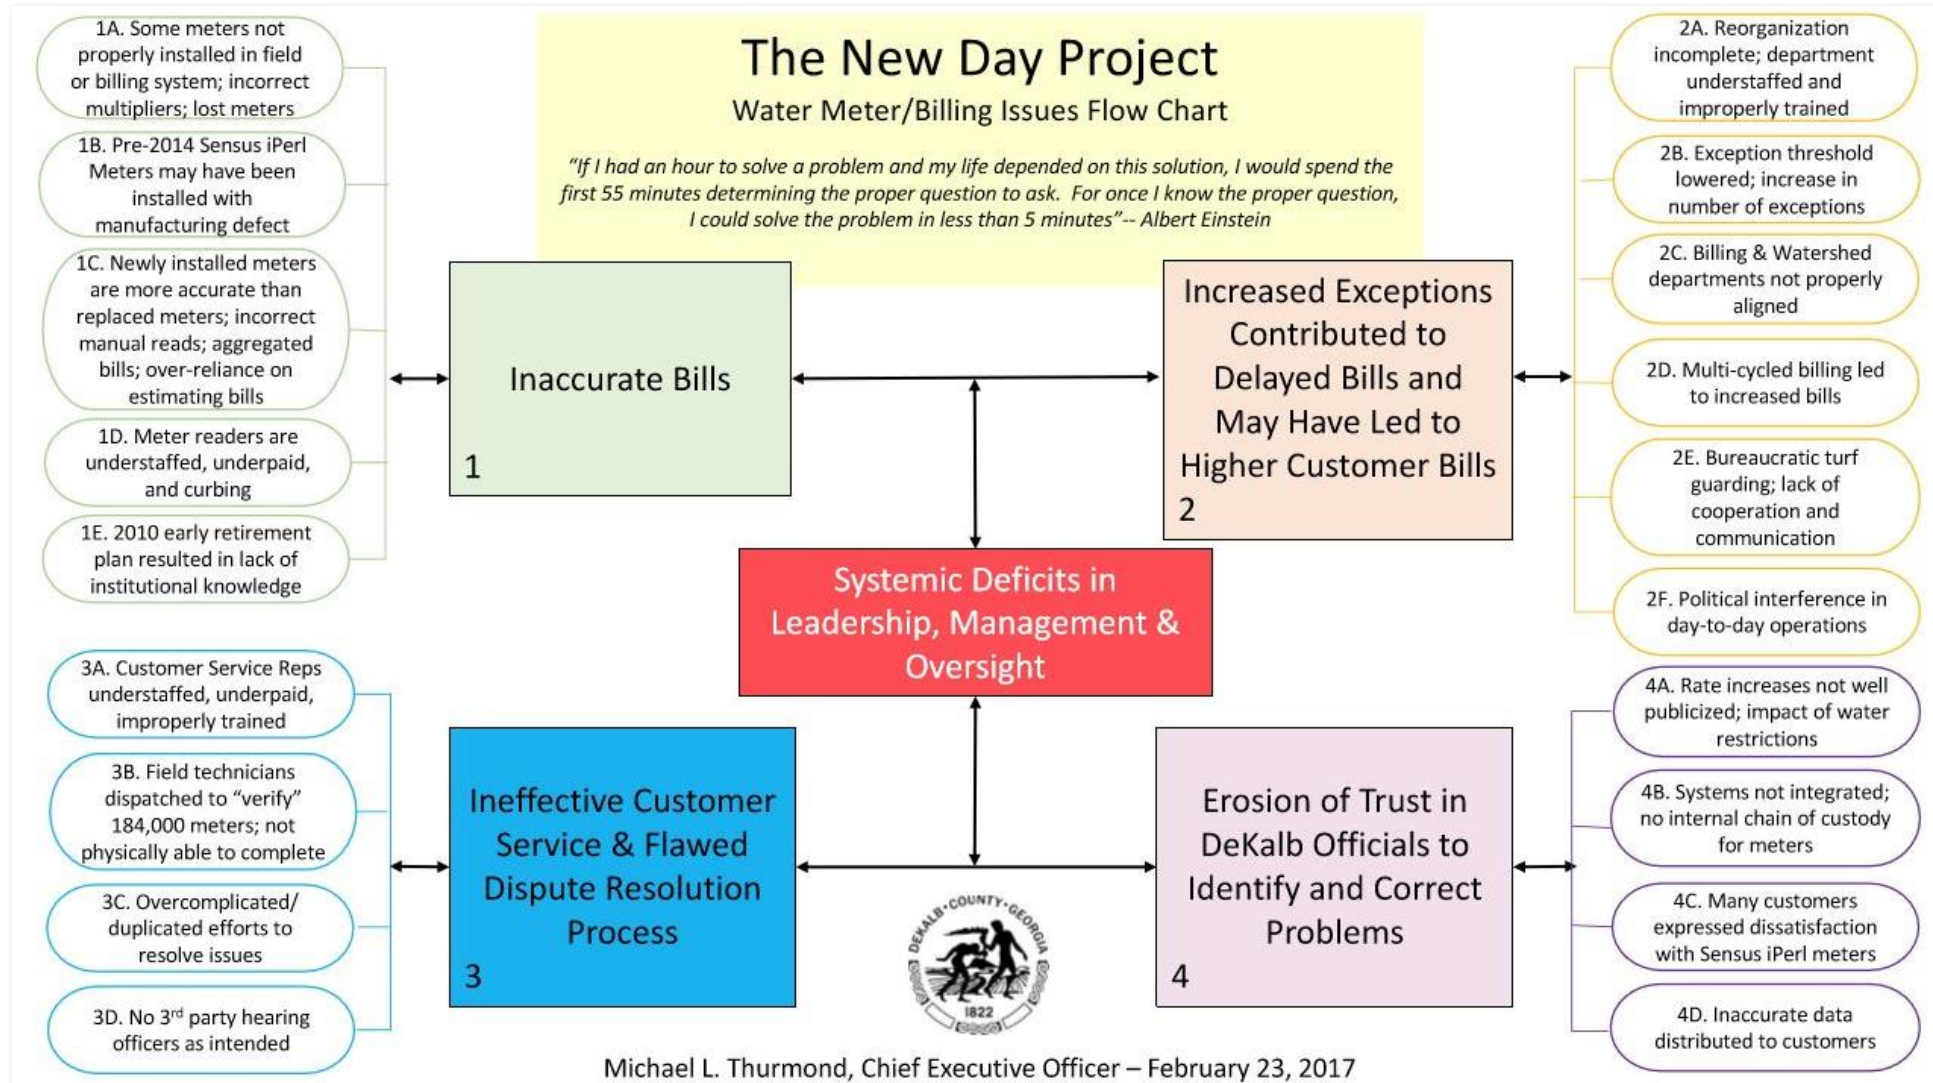 The New Day Project
Water Meter/Billing Issues Flow Chart
“If I had an hour to solve a problem and my life depended on this solution, I would spend the
first 55 minutes determining the proper question to ask.  For once I know the proper question,
I could solve the problem in less than 5 minutes”-- Albert Einstein
1A. Some meters not
properly installed in field
or billing system; incorrect
multipliers; lost meters
1B. Pre-2014 Sensus iPerl
Meters may have been
installed with
manufacturing defect
1C. Newly installed meters
are more accurate than
replaced meters; incorrect
manual reads; aggregated
bills; over-reliance on
estimating bills
1D. Meter readers are
understaffed, underpaid,
and curbing
1E. 2010 early retirement
plan resulted in lack of
institutional knowledge
Inaccurate Bills
1
Increased Exceptions
Contributed to
Delayed Bills and
May Have Led to
Higher Customer Bills
2
2A. Reorganization
incomplete; department
understaffed and
improperly trained
2B. Exception threshold
lowered; increase in
number of exceptions
2C. Billing & Watershed
departments not properly
aligned
2D. Multi-cycled billing led
to increased bills
2E. Bureaucratic turf
guarding; lack of
cooperation and
communication
2F. Political interference in
day-to-day operations
Systemic Deficits in
Leadership, Management &
Oversight
3A. Customer Service Reps
understaffed, underpaid,
improperly trained
3B. Field technicians
dispatched to “verify”
184,000 meters; not
physically able to complete
3C. Overcomplicated/
duplicated efforts to
resolve issues
3D. No 3rd party hearing
officers as intended
Ineffective Customer
Service & Flawed
Dispute Resolution
Process
3
Erosion of Trust in
DeKalb Officials to
Identify and Correct
Problems
4
4A. Rate increases not well
publicized; impact of water
restrictions
4B. Systems not integrated;
no internal chain of custody
for meters
4C. Many customers
expressed dissatisfaction
with Sensus iPerl meters
4D. Inaccurate data
distributed to customers
DEKALB·COUNTY·GEORGIA
1822
Michael L. Thurmond, Chief Executive Officer – February 23, 2017